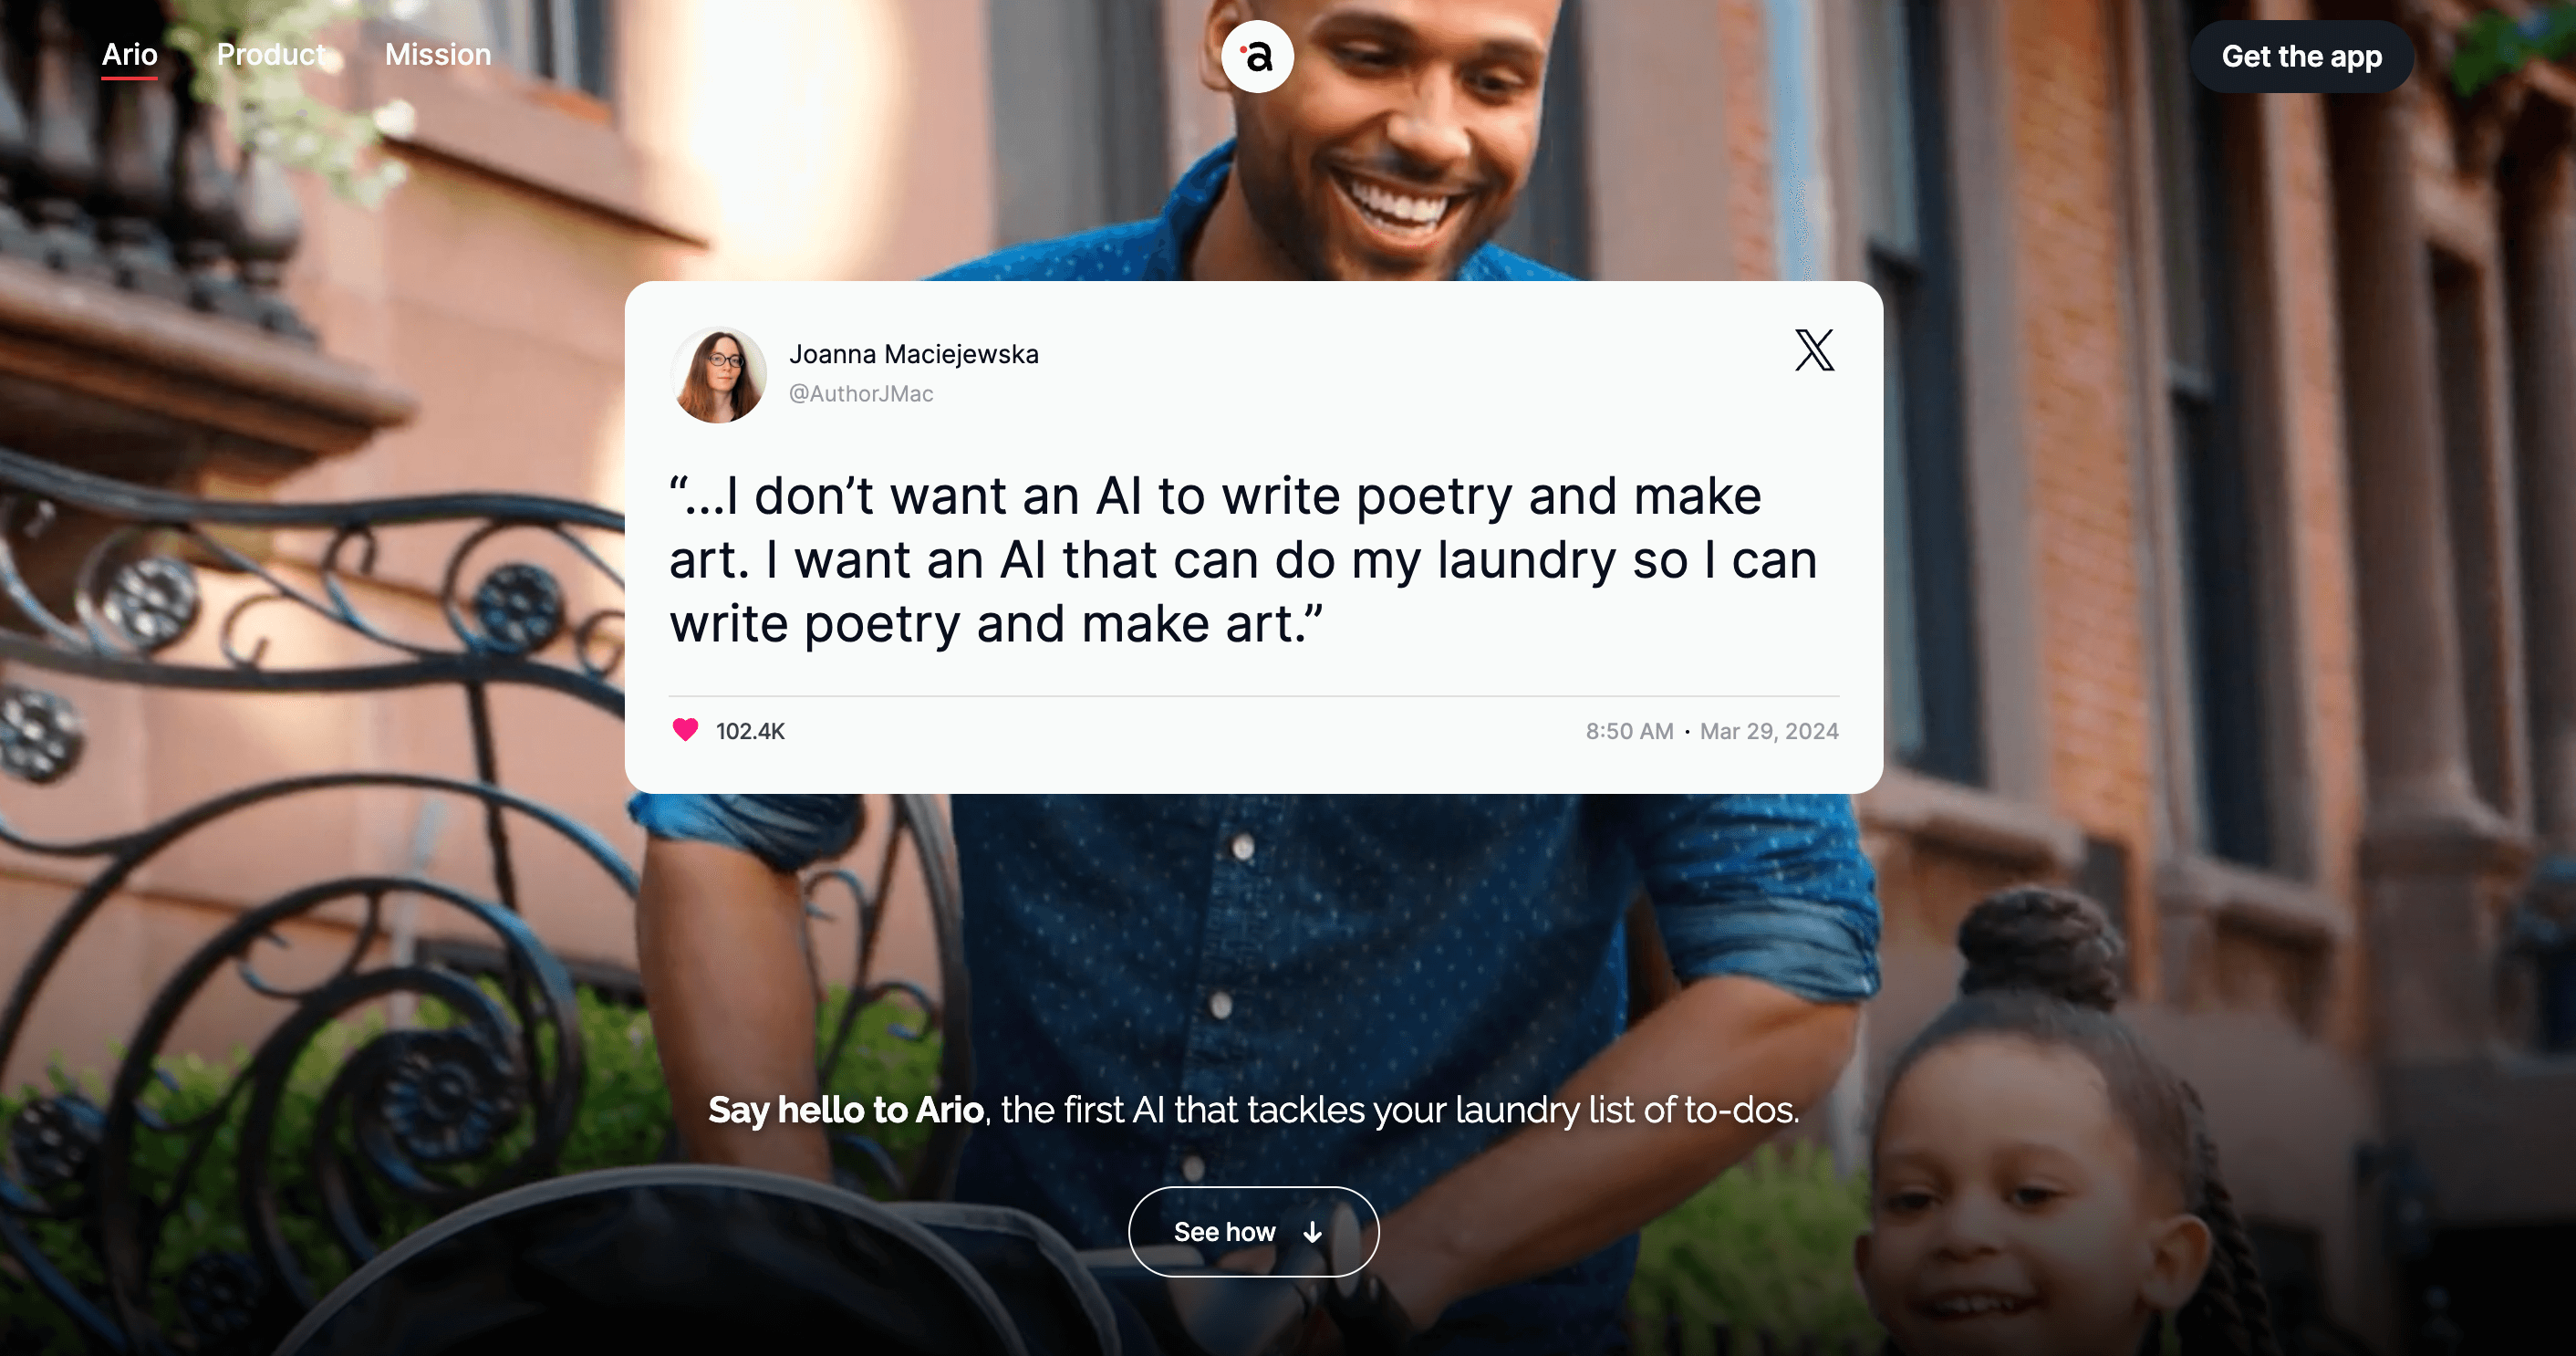 Ario Product Mission a Get the app
Joanna Maciejewska
@AuthorJMac
“...I don’t want an AI to write poetry and make
art. I want an AI that can do my laundry so I can
write poetry and make art.”
102.4K 8:50 AM · Mar 29, 2024
Say hello to Ario, the first AI that tackles your laundry list of to-dos.
See how ↓